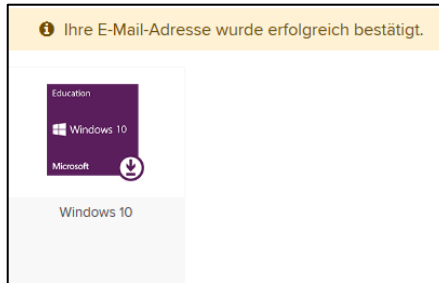 Ihre E-Mail-Adresse wurde erfolgreich bestätigt.
Education
Windows 10
Microsoft
Windows 10